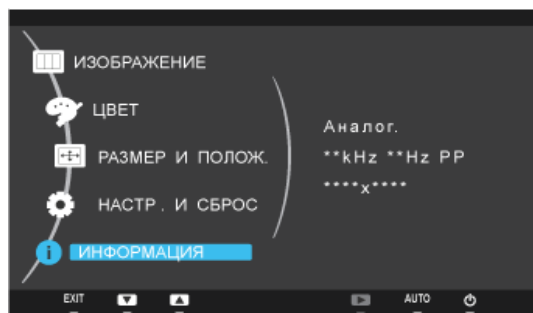 ИЗОБРАЖЕНИЕ
ЦВЕТ
РАЗМЕР И ПОЛОЖ.
НАСТР. И СБРОС
ИНФОРМАЦИЯ
Аналог.
**kHz **Hz PP
****x****
EXIT AUTO